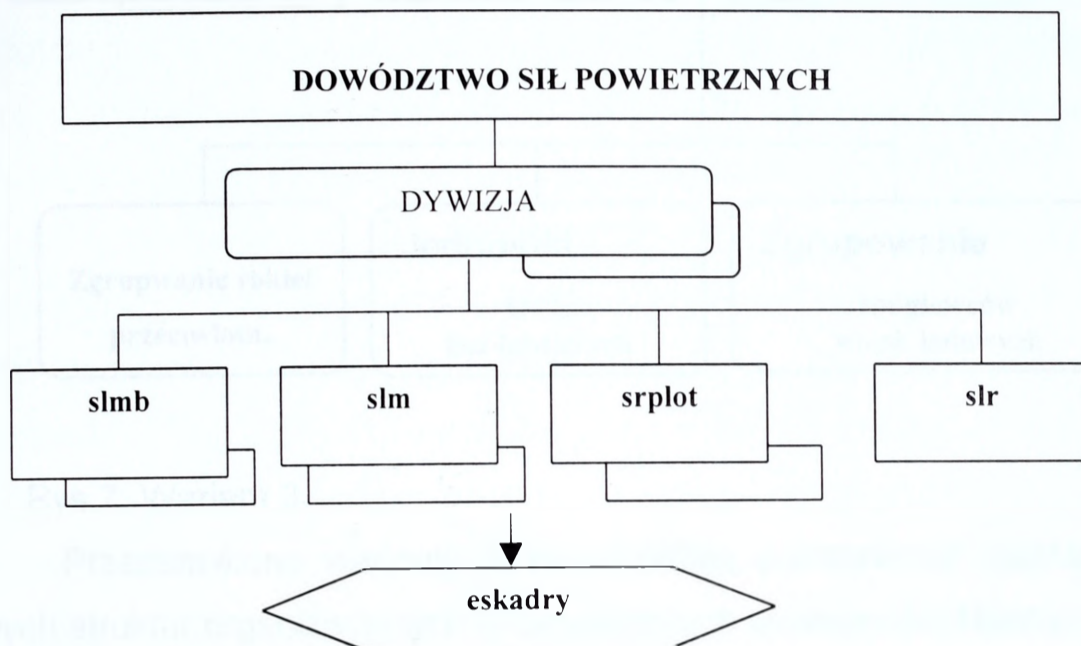 DOWÓDZTWO SIŁ POWIETRZNYCH
DYWIZJA
slmb
slm
srplot
slr
eskadry